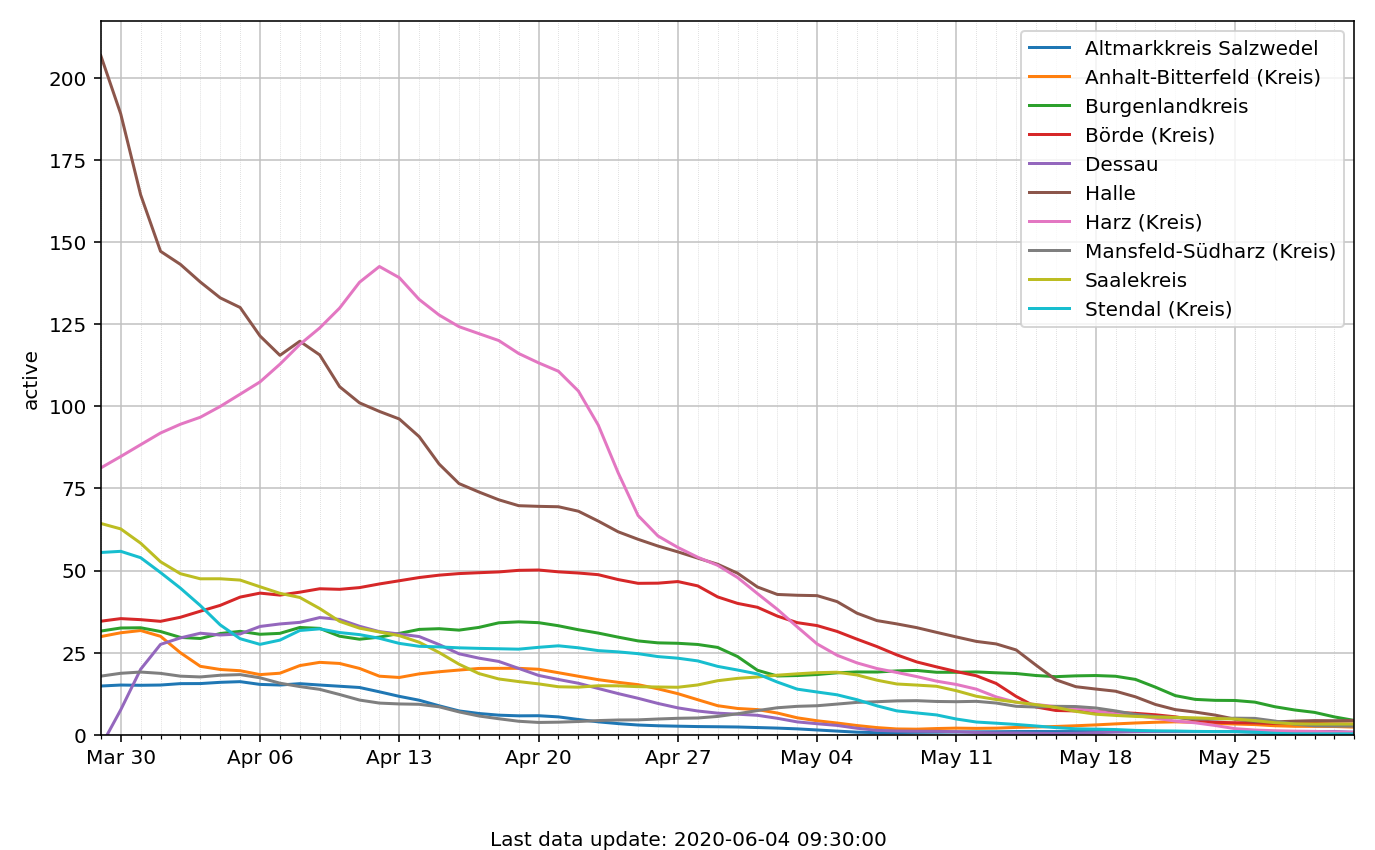 200
175
150
125
100
75
50
25
0
active
Mar 30
Apr 06
Apr 13
Apr 20
Apr 27
May 04
May 11
May 18
May 25
Altmarkkreis Salzwedel
Anhalt-Bitterfeld (Kreis)
Burgenlandkreis
Börde (Kreis)
Dessau
Halle
Harz (Kreis)
Mansfeld-Südharz (Kreis)
Saalekreis
Stendal (Kreis)
Last data update: 2020-06-04 09:30:00